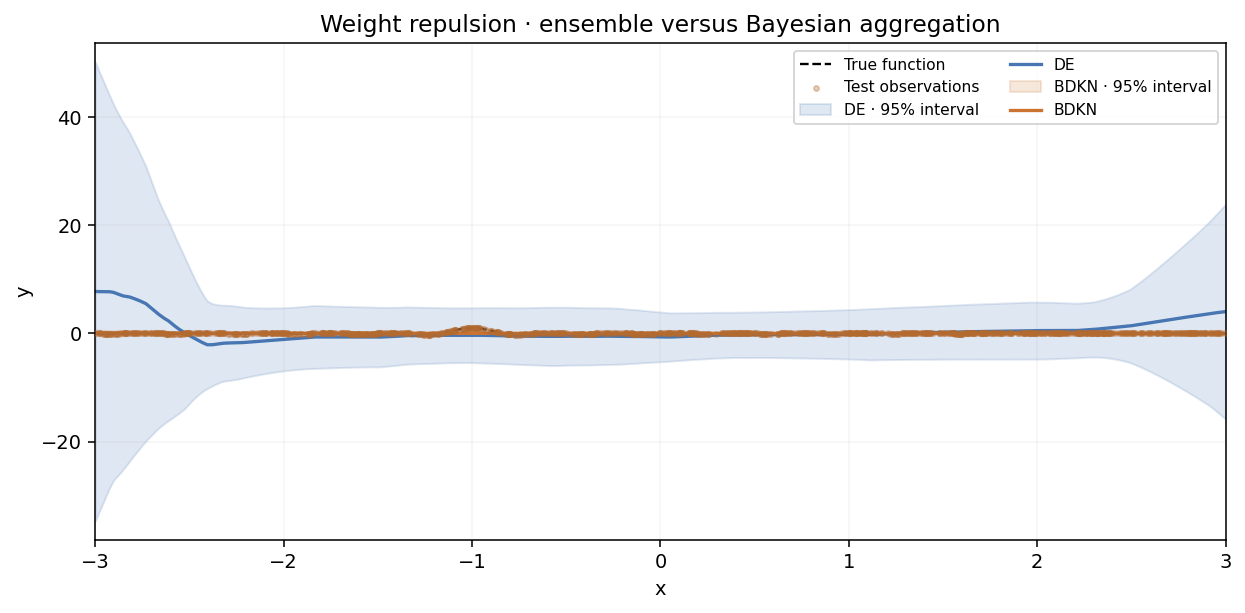 Weight repulsion · ensemble versus Bayesian aggregation
True function
Test observations
DE · 95% interval
DE
BDKN · 95% interval
BDKN
y
40
20
0
−20
−3
−2
−1
0
1
2
3
x